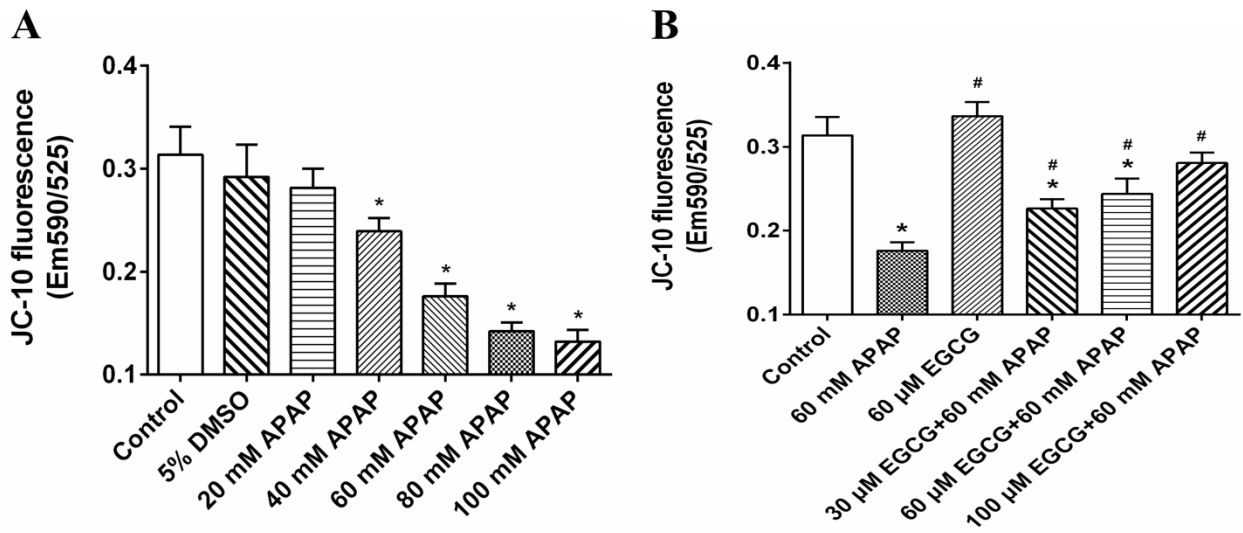 A
JC-10 fluorescence
(Em590/525)
0.4
0.3
0.2
0.1
*
*
*
*
Control
5% DMSO
20 mM APAP
40 mM APAP
60 mM APAP
80 mM APAP
100 mM APAP
B
JC-10 fluorescence
(Em590/525)
0.4
0.3
0.2
0.1
*
#
#
*
#
*
#
Control
60 mM APAP
60 µM EGCG
30 µM EGCG+60 mM APAP
60 µM EGCG+60 mM APAP
100 µM EGCG+60 mM APAP